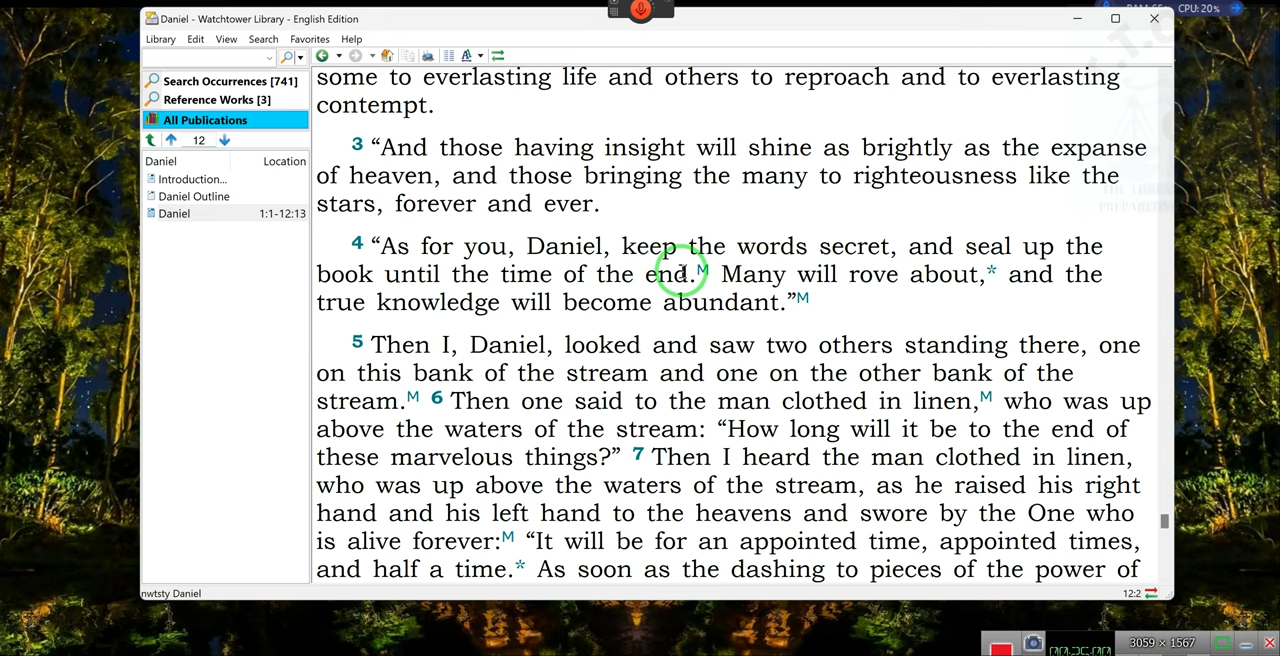 RAM: 65 CPU: 20%
Daniel - Watchtower Library - English Edition
Library Edit View Search Favorites Help
Search Occurrences [741]
Reference Works [3]
All Publications
12
Daniel Location
Introduction...
Daniel Outline
Daniel 1:1-12:13
some to everlasting life and others to reproach and to everlasting
contempt.
3 “And those having insight will shine as brightly as the expanse
of heaven, and those bringing the many to righteousness like the
stars, forever and ever.
4 “As for you, Daniel, keep the words secret, and seal up the
book until the time of the end.M Many will rove about,* and the
true knowledge will become abundant.”M
5 Then I, Daniel, looked and saw two others standing there, one
on this bank of the stream and one on the other bank of the
stream.M 6 Then one said to the man clothed in linen,M who was up
above the waters of the stream: “How long will it be to the end of
these marvelous things?” 7 Then I heard the man clothed in linen,
who was up above the waters of the stream, as he raised his right
hand and his left hand to the heavens and swore by the One who
is alive forever:M “It will be for an appointed time, appointed times,
and half a time.* As soon as the dashing to pieces of the power of
nwtsty Daniel 12:2
3059 × 1567